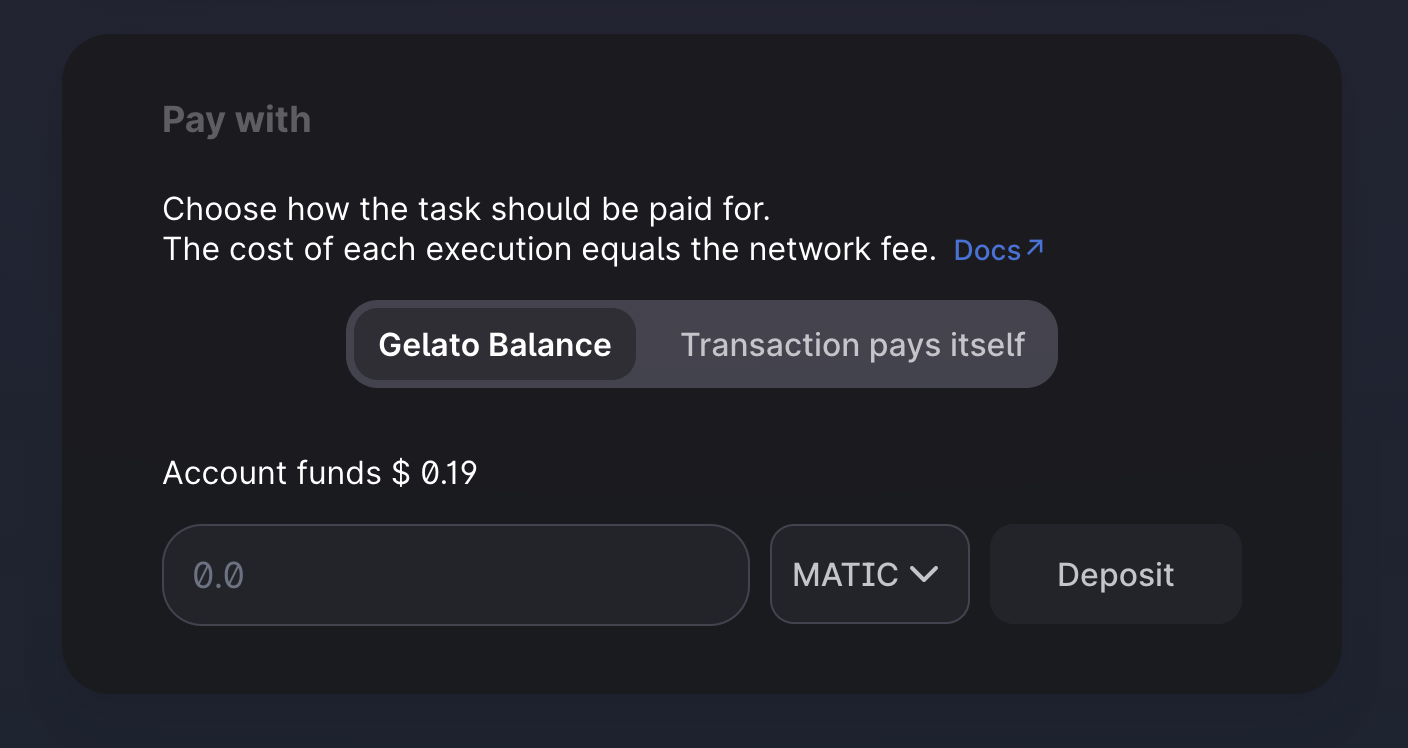 Pay with
Choose how the task should be paid for.
The cost of each execution equals the network fee. Docs↗
Gelato Balance Transaction pays itself
Account funds $ 0.19
0.0 MATIC Deposit